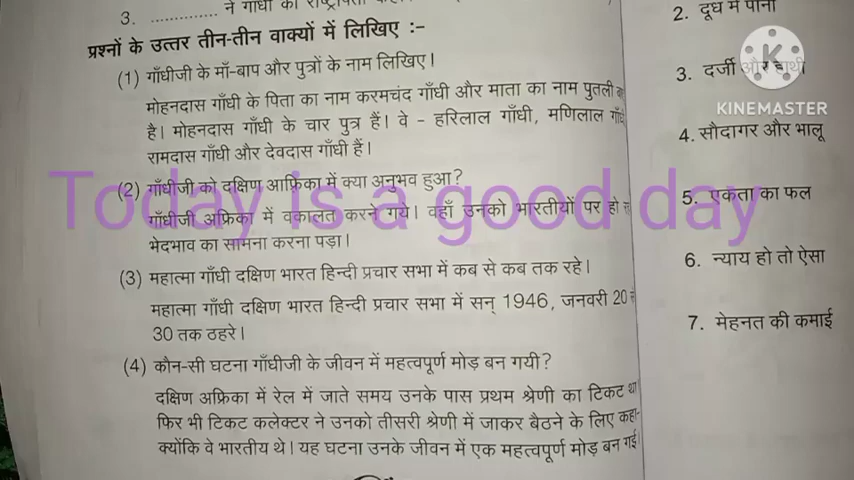 3. .............. ने गाँधी को राष्ट्रपिता
प्रश्नों के उत्तर तीन-तीन वाक्यों में लिखिए :-
(1) गाँधीजी के माँ-बाप और पुत्रों के नाम लिखिए।
मोहनदास गाँधी के पिता का नाम करमचंद गाँधी और माता का नाम पुतली
है। मोहनदास गाँधी के चार पुत्र हैं। वे - हरिलाल गाँधी, मणिलाल
रामदास गाँधी और देवदास गाँधी हैं।
(2) गाँधीजी को दक्षिण आफ्रिका में क्या अनुभव हुआ?
गाँधीजी अफ्रिका में वकालत करने गये। वहाँ उनको भारतीयों पर हो
भेदभाव का सामना करना पड़ा।
(3) महात्मा गाँधी दक्षिण भारत हिन्दी प्रचार सभा में कब से कब तक रहे।
महात्मा गाँधी दक्षिण भारत हिन्दी प्रचार सभा में सन् 1946, जनवरी 20
30 तक ठहरे।
(4) कौन-सी घटना गाँधीजी के जीवन में महत्वपूर्ण मोड़ बन गयी?
दक्षिण अफ्रिका में रेल में जाते समय उनके पास प्रथम श्रेणी का टिकट था
फिर भी टिकट कलेक्टर ने उनको तीसरी श्रेणी में जाकर बैठने के लिए कहा-
क्योंकि वे भारतीय थे। यह घटना उनके जीवन में एक महत्वपूर्ण मोड़ बन गई
Today is a good day
2. दूध में पानी
3. दर्जी और हाथी
4. सौदागर और भालू
5. एकता का फल
6. न्याय हो तो ऐसा
7. मेहनत की कमाई
K
KINEMASTER